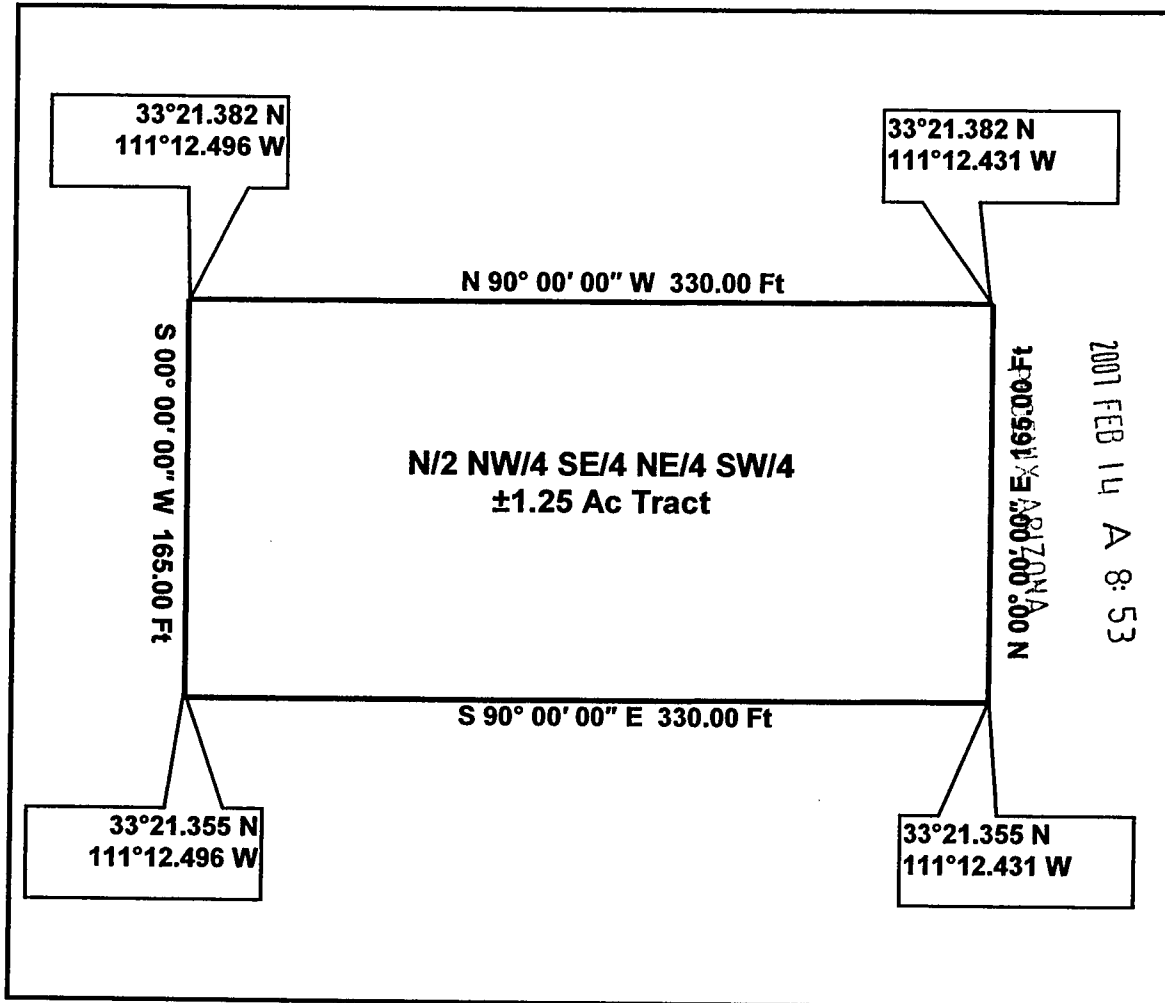 33°21.382 N
111°12.496 W
33°21.382 N
111°12.431 W
N 90° 00' 00" W 330.00 Ft
S 00° 00' 00" W 165.00 Ft
N/2 NW/4 SE/4 NE/4 SW/4
±1.25 Ac Tract
N 00° 00' 00" E 165.00 Ft
ARIZONA
2007 FEB 14 A 8:53
S 90° 00' 00" E 330.00 Ft
33°21.355 N
111°12.496 W
33°21.355 N
111°12.431 W